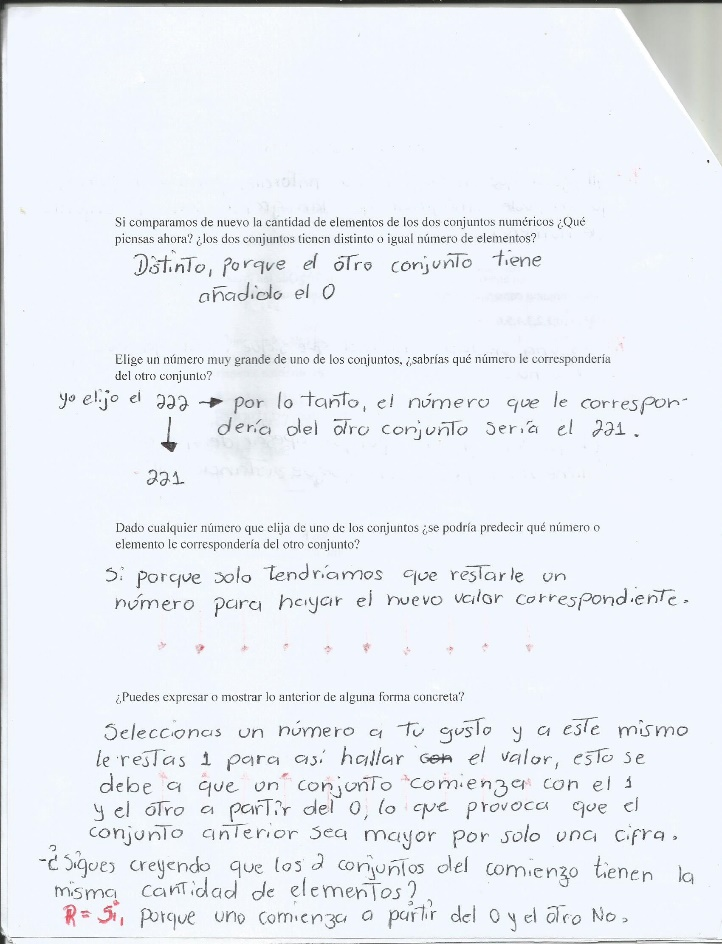 Si comparamos de nuevo la cantidad de elementos de los dos conjuntos numéricos ¿Qué
piensas ahora? ¿los dos conjuntos tienen distinto o igual número de elementos?
Distinto, porque el otro conjunto tiene
añadido el 0
Elige un número muy grande de uno de los conjuntos, ¿sabrías qué número le correspondería
del otro conjunto?
yo elijo el 222 → por lo tanto, el número que le correspon-
dería del otro conjunto sería el 221.
221
Dado cualquier número que elija de uno de los conjuntos ¿se podría predecir qué número o
elemento le correspondería del otro conjunto?
Si porque solo tendríamos que restarle un
número para hayar el nuevo valor correspondiente.
¿Puedes expresar o mostrar lo anterior de alguna forma concreta?
Seleccionas un número a tu gusto y a este mismo
le restas 1 para así hallar con el valor, esto se
debe a que un conjunto comienza con el 1
y el otro a partir del 0, lo que provoca que el
conjunto anterior sea mayor por solo una cifra.
-¿Sigues creyendo que los 2 conjuntos del comienzo tienen la
misma cantidad de elementos?
R = Si, porque uno comienza a partir del 0 y el otro No.